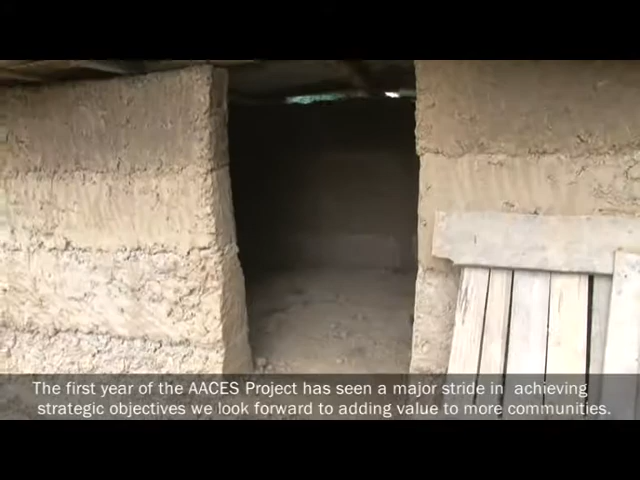 The first year of the AACES Project has seen a major stride in achieving
strategic objectives we look forward to adding value to more communities.